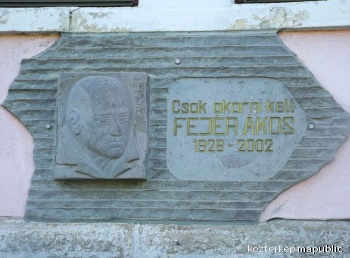 Csak akarni kell
FEJÉR ÁKOS
1928 - 2002
kozterkep.mapublic